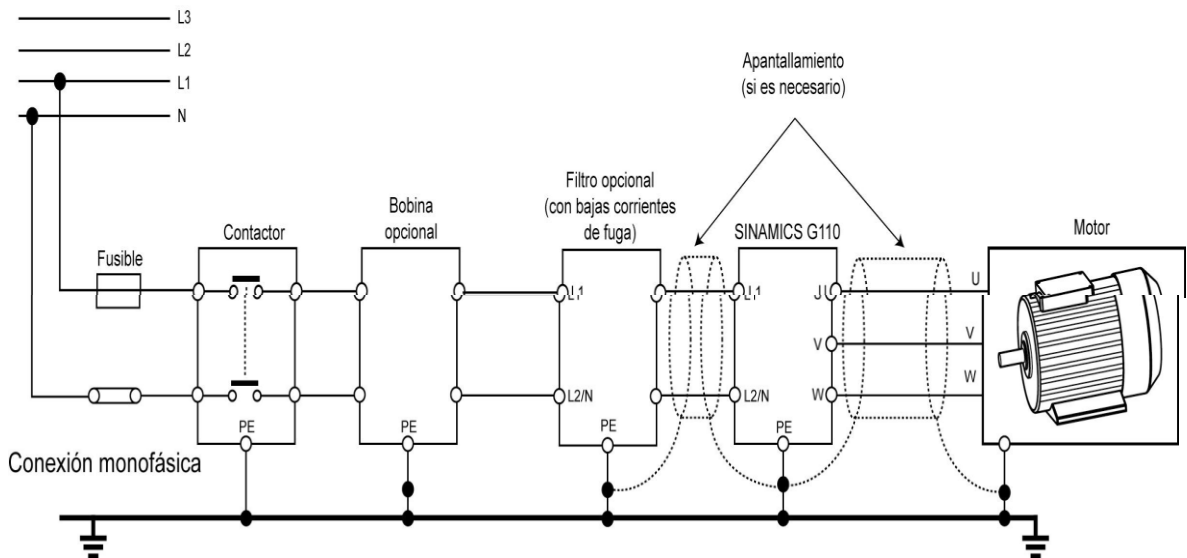 L3
L2
L1
N
Apantallamiento
(si es necesario)
Filtro opcional
(con bajas corrientes
de fuga)
Bobina
opcional
Contactor
SINAMICS G110
Motor
Fusible
U
V
W
L1
L1
U
V
L2/N
L2/N
W
PE
PE
PE
PE
Conexión monofásica